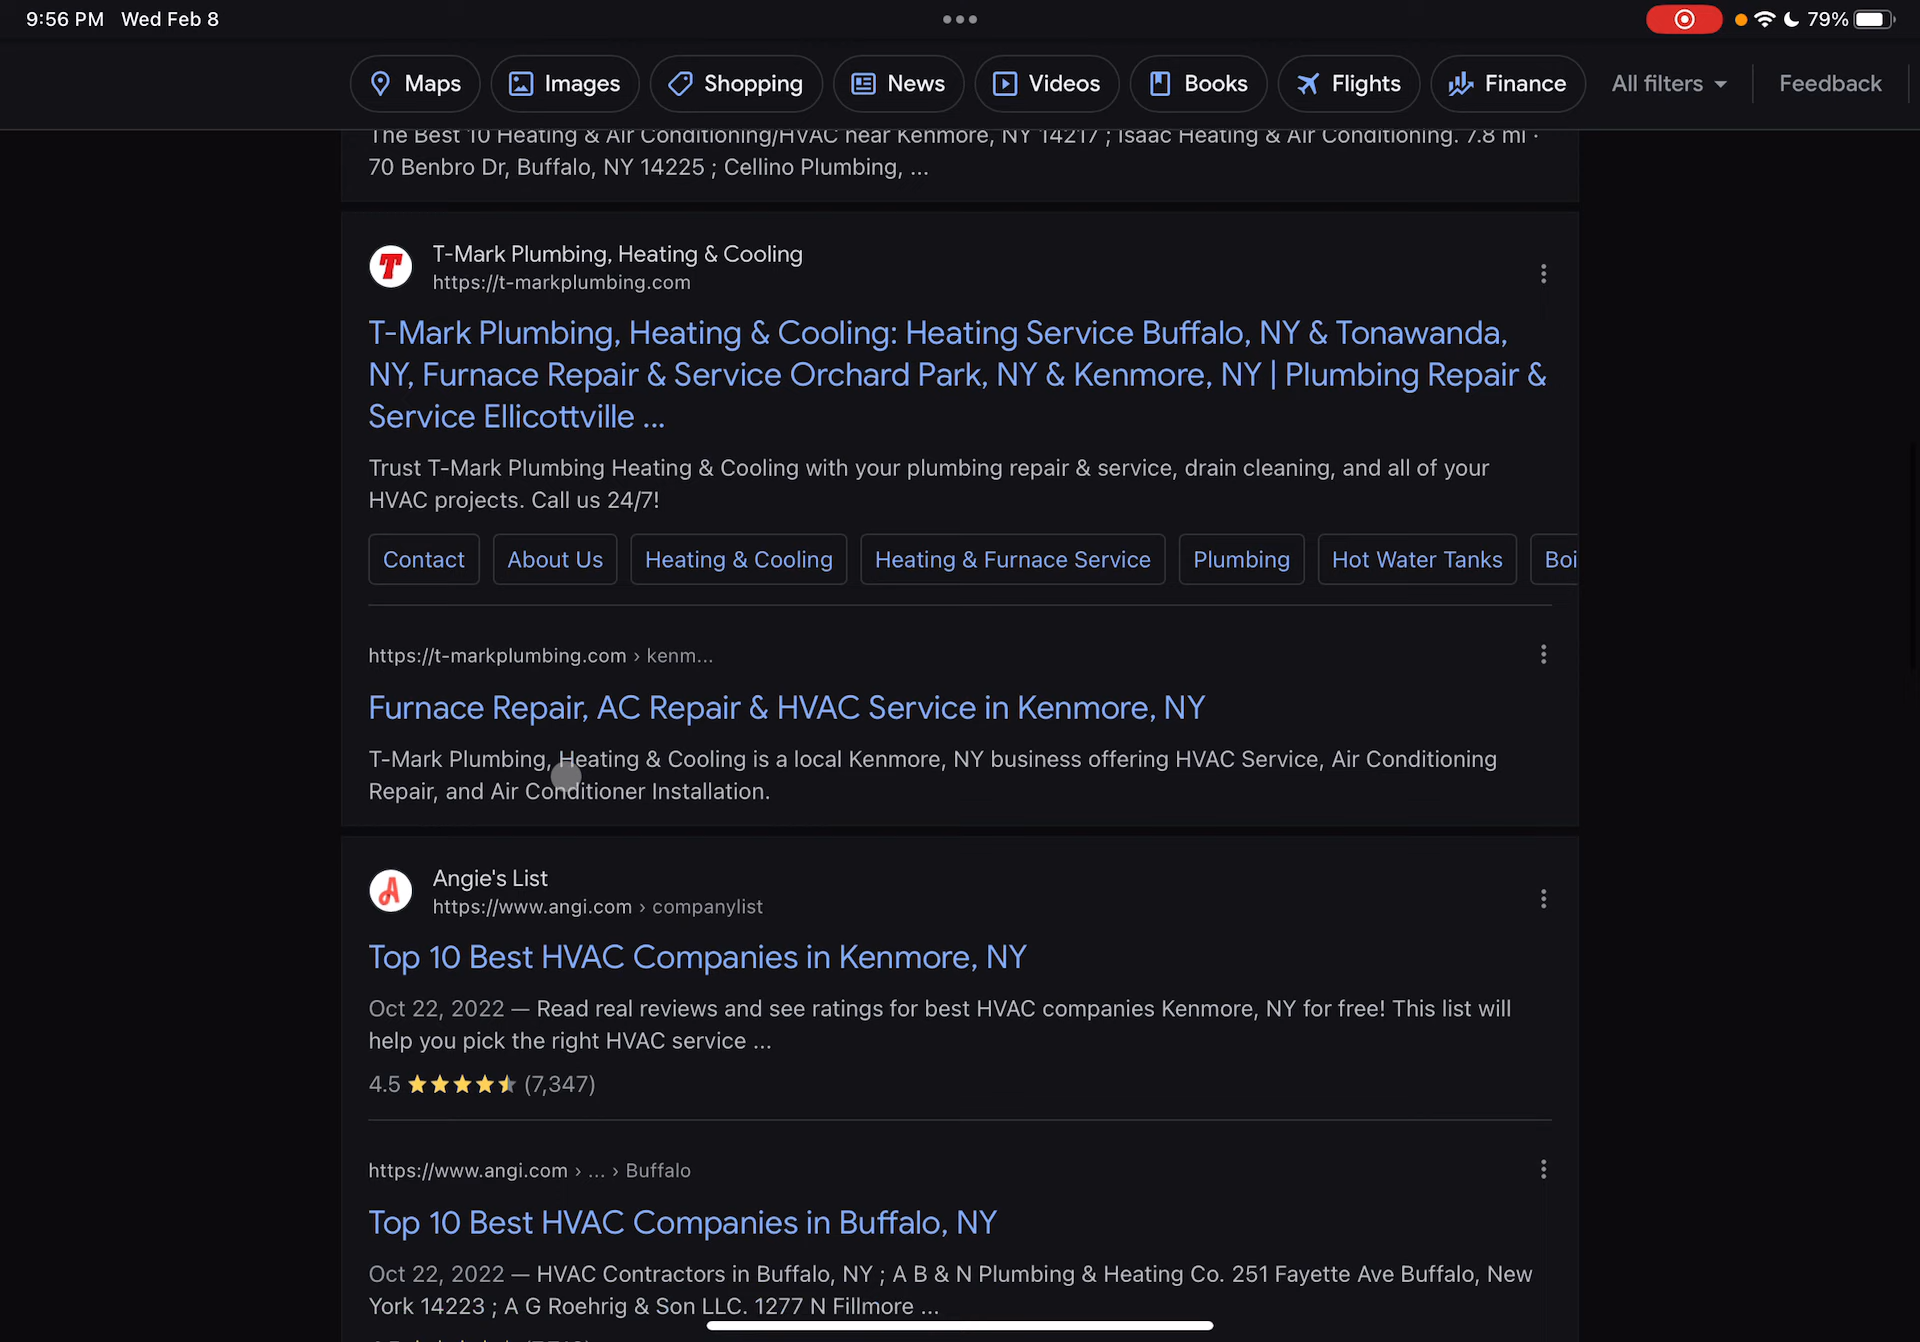 9:56 PM Wed Feb 8
79%
Maps Images Shopping News Videos Books Flights Finance All filters Feedback
The Best 10 Heating & Air Conditioning/HVAC near Kenmore, NY 14217 ; Isaac Heating & Air Conditioning. 7.8 mi ·
70 Benbro Dr, Buffalo, NY 14225 ; Cellino Plumbing, ...
T-Mark Plumbing, Heating & Cooling
https://t-markplumbing.com
T-Mark Plumbing, Heating & Cooling: Heating Service Buffalo, NY & Tonawanda,
NY, Furnace Repair & Service Orchard Park, NY & Kenmore, NY | Plumbing Repair &
Service Ellicottville ...
Trust T-Mark Plumbing Heating & Cooling with your plumbing repair & service, drain cleaning, and all of your
HVAC projects. Call us 24/7!
Contact About Us Heating & Cooling Heating & Furnace Service Plumbing Hot Water Tanks Boi
https://t-markplumbing.com › kenm...
Furnace Repair, AC Repair & HVAC Service in Kenmore, NY
T-Mark Plumbing, Heating & Cooling is a local Kenmore, NY business offering HVAC Service, Air Conditioning
Repair, and Air Conditioner Installation.
Angie's List
https://www.angi.com › companylist
Top 10 Best HVAC Companies in Kenmore, NY
Oct 22, 2022 — Read real reviews and see ratings for best HVAC companies Kenmore, NY for free! This list will
help you pick the right HVAC service ...
4.5 (7,347)
https://www.angi.com › ... › Buffalo
Top 10 Best HVAC Companies in Buffalo, NY
Oct 22, 2022 — HVAC Contractors in Buffalo, NY ; A B & N Plumbing & Heating Co. 251 Fayette Ave Buffalo, New
York 14223 ; A G Roehrig & Son LLC. 1277 N Fillmore ...